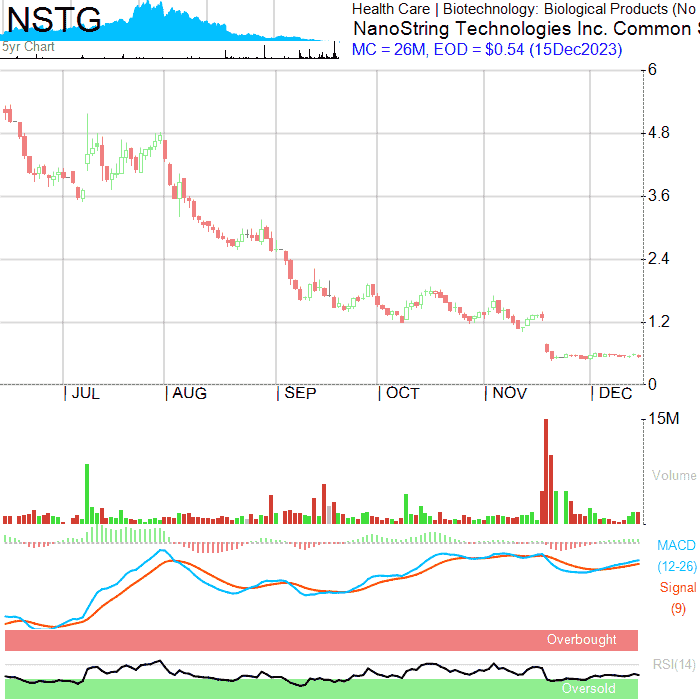 NSTG
5yr Chart
Health Care | Biotechnology: Biological Products (No
NanoString Technologies Inc. Common S
MC = 26M, EOD = $0.54 (15Dec2023)
6
4.8
3.6
2.4
1.2
0
JUL AUG SEP OCT NOV DEC
15M
Volume
MACD
(12-26)
Signal
(9)
Overbought
RSI(14)
Oversold